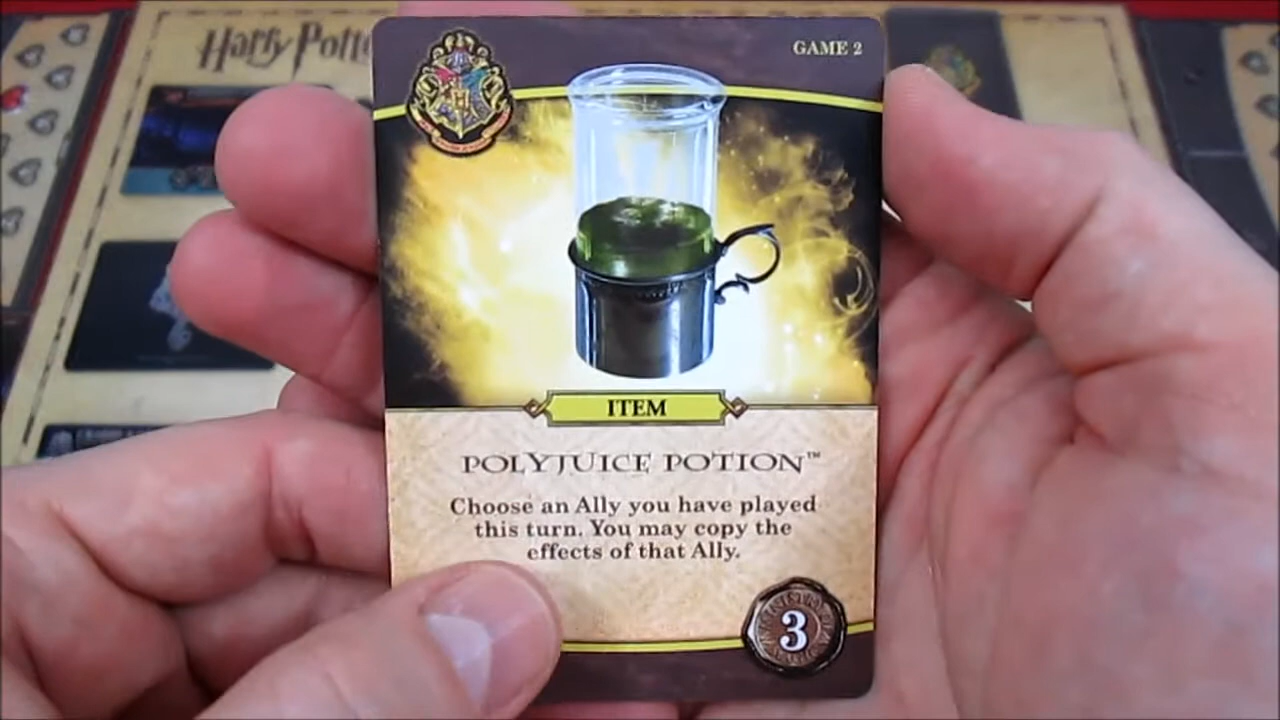 Harry Potte
GAME 2
ITEM
POLYJUICE POTION™
Choose an Ally you have played
this turn. You may copy the
effects of that Ally.
3